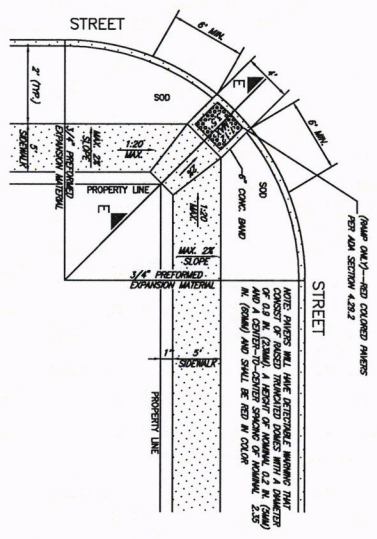 STREET
6' MIN.
4'
6' MIN.
E
(RAMP ONLY)—RED COLORED PAVERS
PER ADA SECTION 4.29.2
2' (TYP.)
SOD
SOD
6" CONC. BAND
5'
SIDEWALK
MAX. 2%
SLOPE
3/4" PREFORMED
EXPANSION MATERIAL
1:20
MAX.
2%
1:20
MAX.
PROPERTY LINE
E
MAX. 2%
SLOPE
3/4" PREFORMED
EXPANSION MATERIAL
STREET
NOTE: PAVERS WILL HAVE DETECTABLE WARNING THAT
CONSIST OF RAISED TRUNCATED DOMES WITH A DIAMETER
OF 0.9 IN. (23MM), A HEIGHT OF NOMINAL 0.2 IN. (5MM)
AND A CENTER-TO-CENTER SPACING OF NOMINAL 2.35
IN. (60MM) AND SHALL BE RED IN COLOR
1"
5'
SIDEWALK
PROPERTY LINE